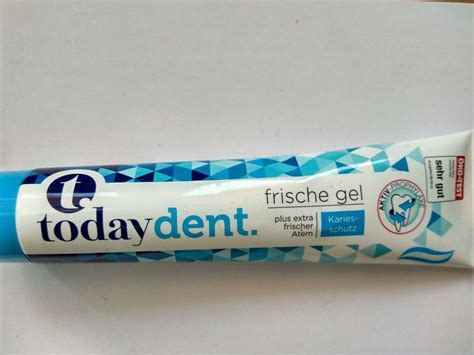 t.
todaydent.
frische gel
plus extra
frischer
Atem
Karies-
schutz
AKTIV-PROPHYLAXE
ÖKO-TEST
sehr gut